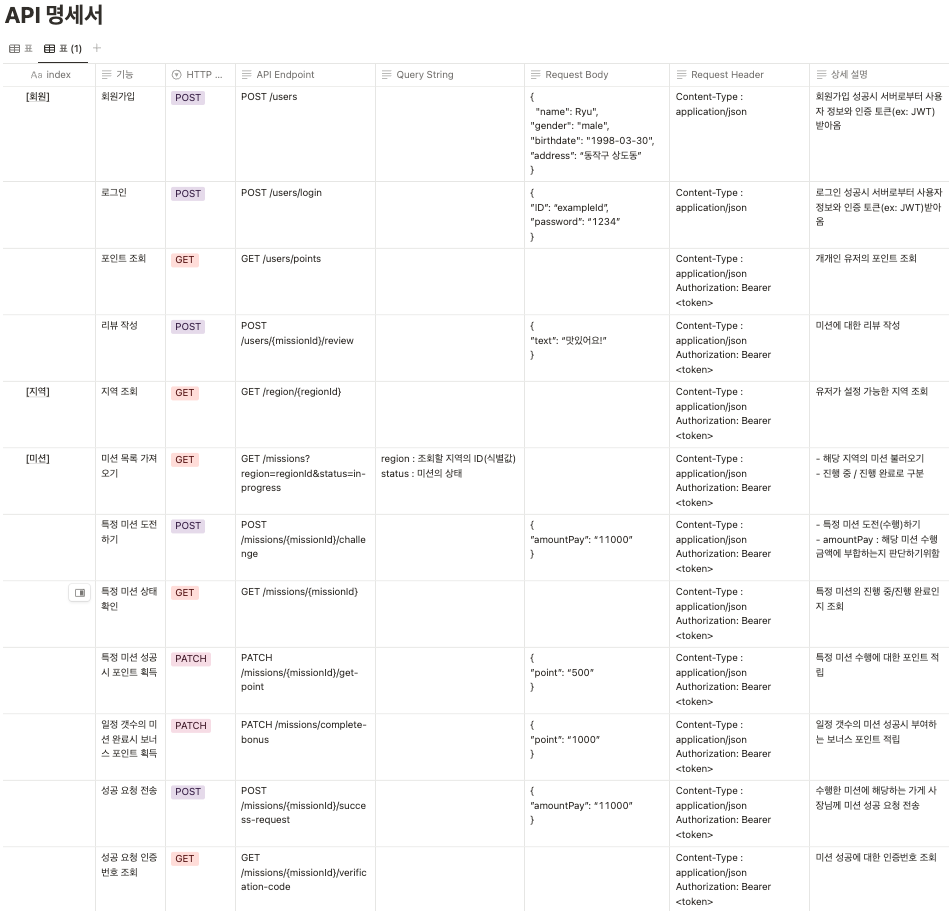 API 명세서
표 표 (1) +
Aa index 기능 HTTP ... API Endpoint Query String Request Body Request Header 상세 설명
[회원] 회원가입 POST POST /users
{
"name": Ryu",
"gender": "male",
"birthdate": "1998-03-30",
"address": "동작구 상도동"
}
Content-Type :
application/json
회원가입 성공시 서버로부터 사용
자 정보와 인증 토큰(ex: JWT)
받아옴
로그인 POST POST /users/login
{
"ID": "exampleId",
"password": "1234"
}
Content-Type :
application/json
로그인 성공시 서버로부터 사용자
정보와 인증 토큰(ex: JWT)받아
옴
포인트 조회 GET GET /users/points
Content-Type :
application/json
Authorization: Bearer
<token>
개개인 유저의 포인트 조회
리뷰 작성 POST POST
/users/{missionId}/review
{
"text": "맛있어요!"
}
Content-Type :
application/json
Authorization: Bearer
<token>
미션에 대한 리뷰 작성
[지역] 지역 조회 GET GET /region/{regionId}
Content-Type :
application/json
Authorization: Bearer
<token>
유저가 설정 가능한 지역 조회
[미션] 미션 목록 가져
오기
GET GET /missions?
region=regionId&status=in-
progress
region : 조회할 지역의 ID(식별값)
status : 미션의 상태
Content-Type :
application/json
Authorization: Bearer
<token>
- 해당 지역의 미션 불러오기
- 진행 중 / 진행 완료로 구분
특정 미션 도전
하기
POST POST
/missions/{missionId}/challe
nge
{
"amountPay": "11000"
}
Content-Type :
application/json
Authorization: Bearer
<token>
- 특정 미션 도전(수행)하기
- amountPay : 해당 미션 수행
금액에 부합하는지 판단하기위함
특정 미션 상태
확인
GET GET /missions/{missionId}
Content-Type :
application/json
Authorization: Bearer
<token>
특정 미션의 진행 중/진행 완료인
지 조회
특정 미션 성공
시 포인트 획득
PATCH PATCH
/missions/{missionId}/get-
point
{
"point": "500"
}
Content-Type :
application/json
Authorization: Bearer
<token>
특정 미션 수행에 대한 포인트 적
립
일정 갯수의 미
션 완료시 보너
스 포인트 획득
PATCH PATCH /missions/complete-
bonus
{
"point": "1000"
}
Content-Type :
application/json
Authorization: Bearer
<token>
일정 갯수의 미션 성공시 부여하
는 보너스 포인트 적립
성공 요청 전송 POST POST
/missions/{missionId}/succe
ss-request
{
"amountPay": "11000"
}
Content-Type :
application/json
Authorization: Bearer
<token>
수행한 미션에 해당하는 가게 사
장님께 미션 성공 요청 전송
성공 요청 인증
번호 조회
GET GET
/missions/{missionId}/verific
ation-code
Content-Type :
application/json
Authorization: Bearer
<token>
미션 성공에 대한 인증번호 조회